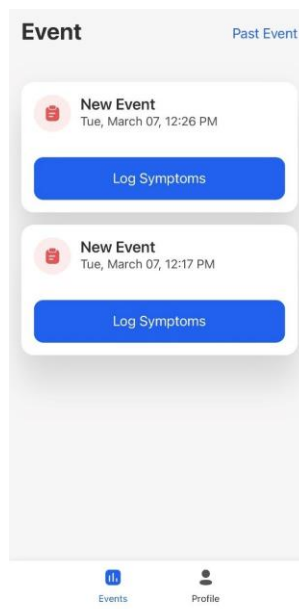 Event
Past Event
New Event
Tue, March 07, 12:26 PM
Log Symptoms
New Event
Tue, March 07, 12:17 PM
Log Symptoms
Events
Profile